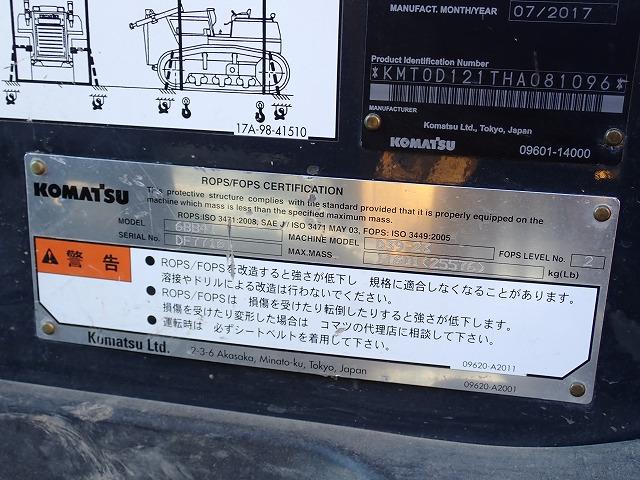 MANUFACT. MONTH/YEAR 07/2017
Product Identification Number
*KMT0D121THA081096*
MANUFACTURER
Komatsu Ltd., Tokyo, Japan
KOMATSU 09601-14000
17A-98-41510
KOMATSU
ROPS/FOPS CERTIFICATION
This protective structure complies with the standard provided that it is properly equipped on the
machine which mass is less than the specified maximum mass.
ROPS: ISO 3471:2008, SAE J/ISO 3471 MAY 03, FOPS: ISO 3449:2005
MODEL
SERIAL No. MACHINE MODEL FOPS LEVEL No. 2
MAX.MASS kg(Lb)
警告
● ROPS/FOPSを改造すると強さが低下し 規格に適合しなくなることがあります。
溶接やドリルによる改造は行わないでください。
● ROPS/FOPSは 損傷を受けたり転倒したりすると強さが低下します。
損傷を受けたり変形した場合は コマツの代理店に相談して下さい。
● 運転時は 必ずシートベルトを着用して下さい。
09620-A2011
Komatsu Ltd. 2-3-6 Akasaka, Minato-ku, Tokyo, Japan
09620-A2001